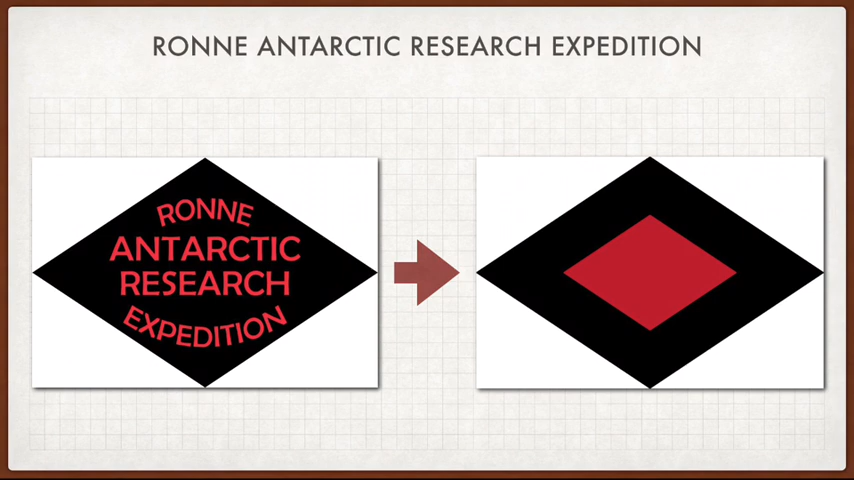 RONNE ANTARCTIC RESEARCH EXPEDITION
RONNE
ANTARCTIC
RESEARCH
EXPEDITION